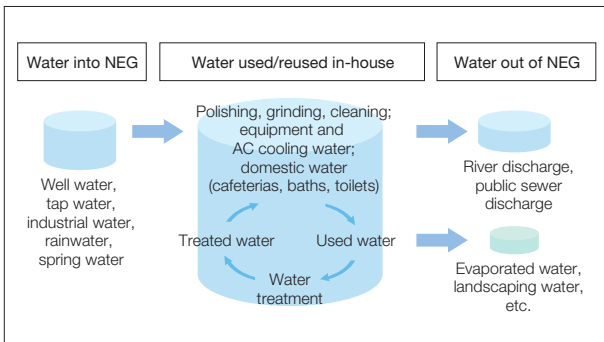 Water into NEG
Water used/reused in-house
Water out of NEG
Well water,
tap water,
industrial water,
rainwater,
spring water
Polishing, grinding, cleaning;
equipment and
AC cooling water;
domestic water
(cafeterias, baths, toilets)
Treated water
Used water
Water
treatment
River discharge,
public sewer
discharge
Evaporated water,
landscaping water,
etc.